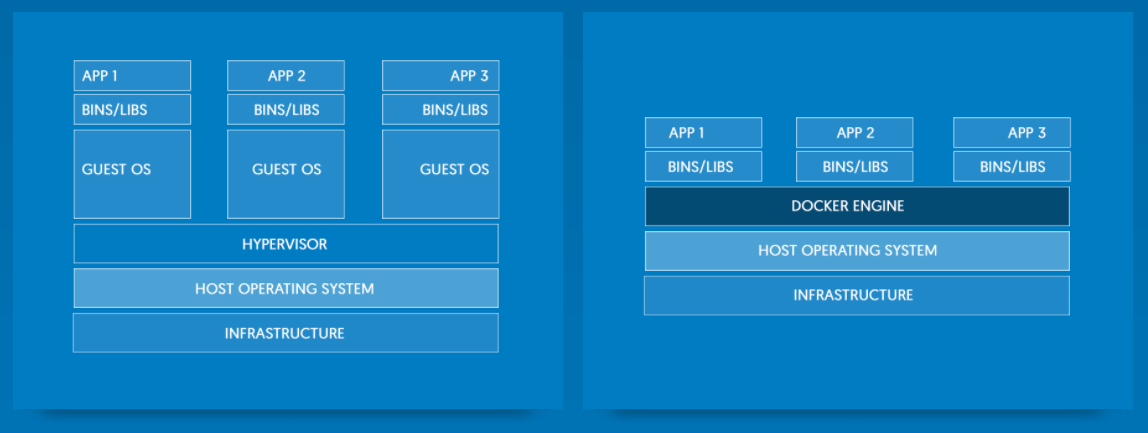 APP 1
APP 2
APP 3
BINS/LIBS
BINS/LIBS
BINS/LIBS
GUEST OS
GUEST OS
GUEST OS
HYPERVISOR
HOST OPERATING SYSTEM
INFRASTRUCTURE
APP 1
APP 2
APP 3
BINS/LIBS
BINS/LIBS
BINS/LIBS
DOCKER ENGINE
HOST OPERATING SYSTEM
INFRASTRUCTURE